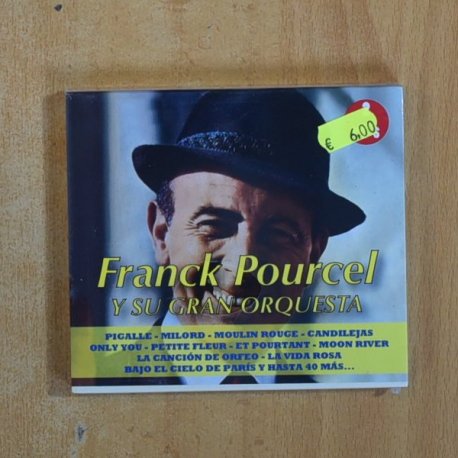 € 6,00
Franck Pourcel
Y SU GRAN ORQUESTA
PIGALLE - MILORD - MOULIN ROUGE - CANDILEJAS
ONLY YOU - PETITE FLEUR - ET POURTANT - MOON RIVER
LA CANCIÓN DE ORFEO - LA VIDA ROSA
BAJO EL CIELO DE PARÍS Y HASTA 40 MÁS...